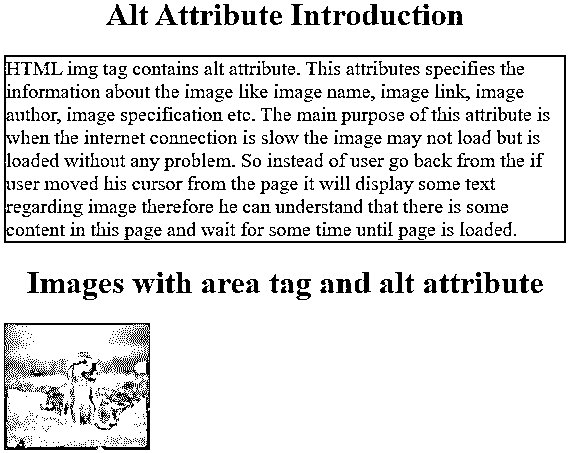 Alt Attribute Introduction
HTML img tag contains alt attribute. This attributes specifies the
information about the image like image name, image link, image
author, image specification etc. The main purpose of this attribute is
when the internet connection is slow the image may not load but is
loaded without any problem. So instead of user go back from the if
user moved his cursor from the page it will display some text
regarding image therefore he can understand that there is some
content in this page and wait for some time until page is loaded.
Images with area tag and alt attribute